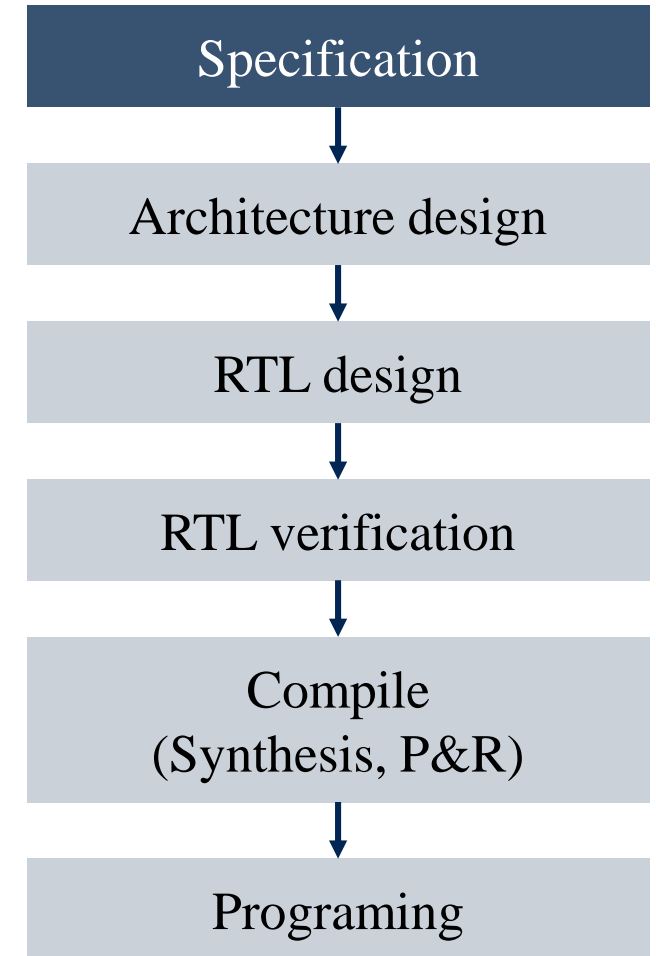 Specification
Architecture design
RTL design
RTL verification
Compile
(Synthesis, P&R)
Programing